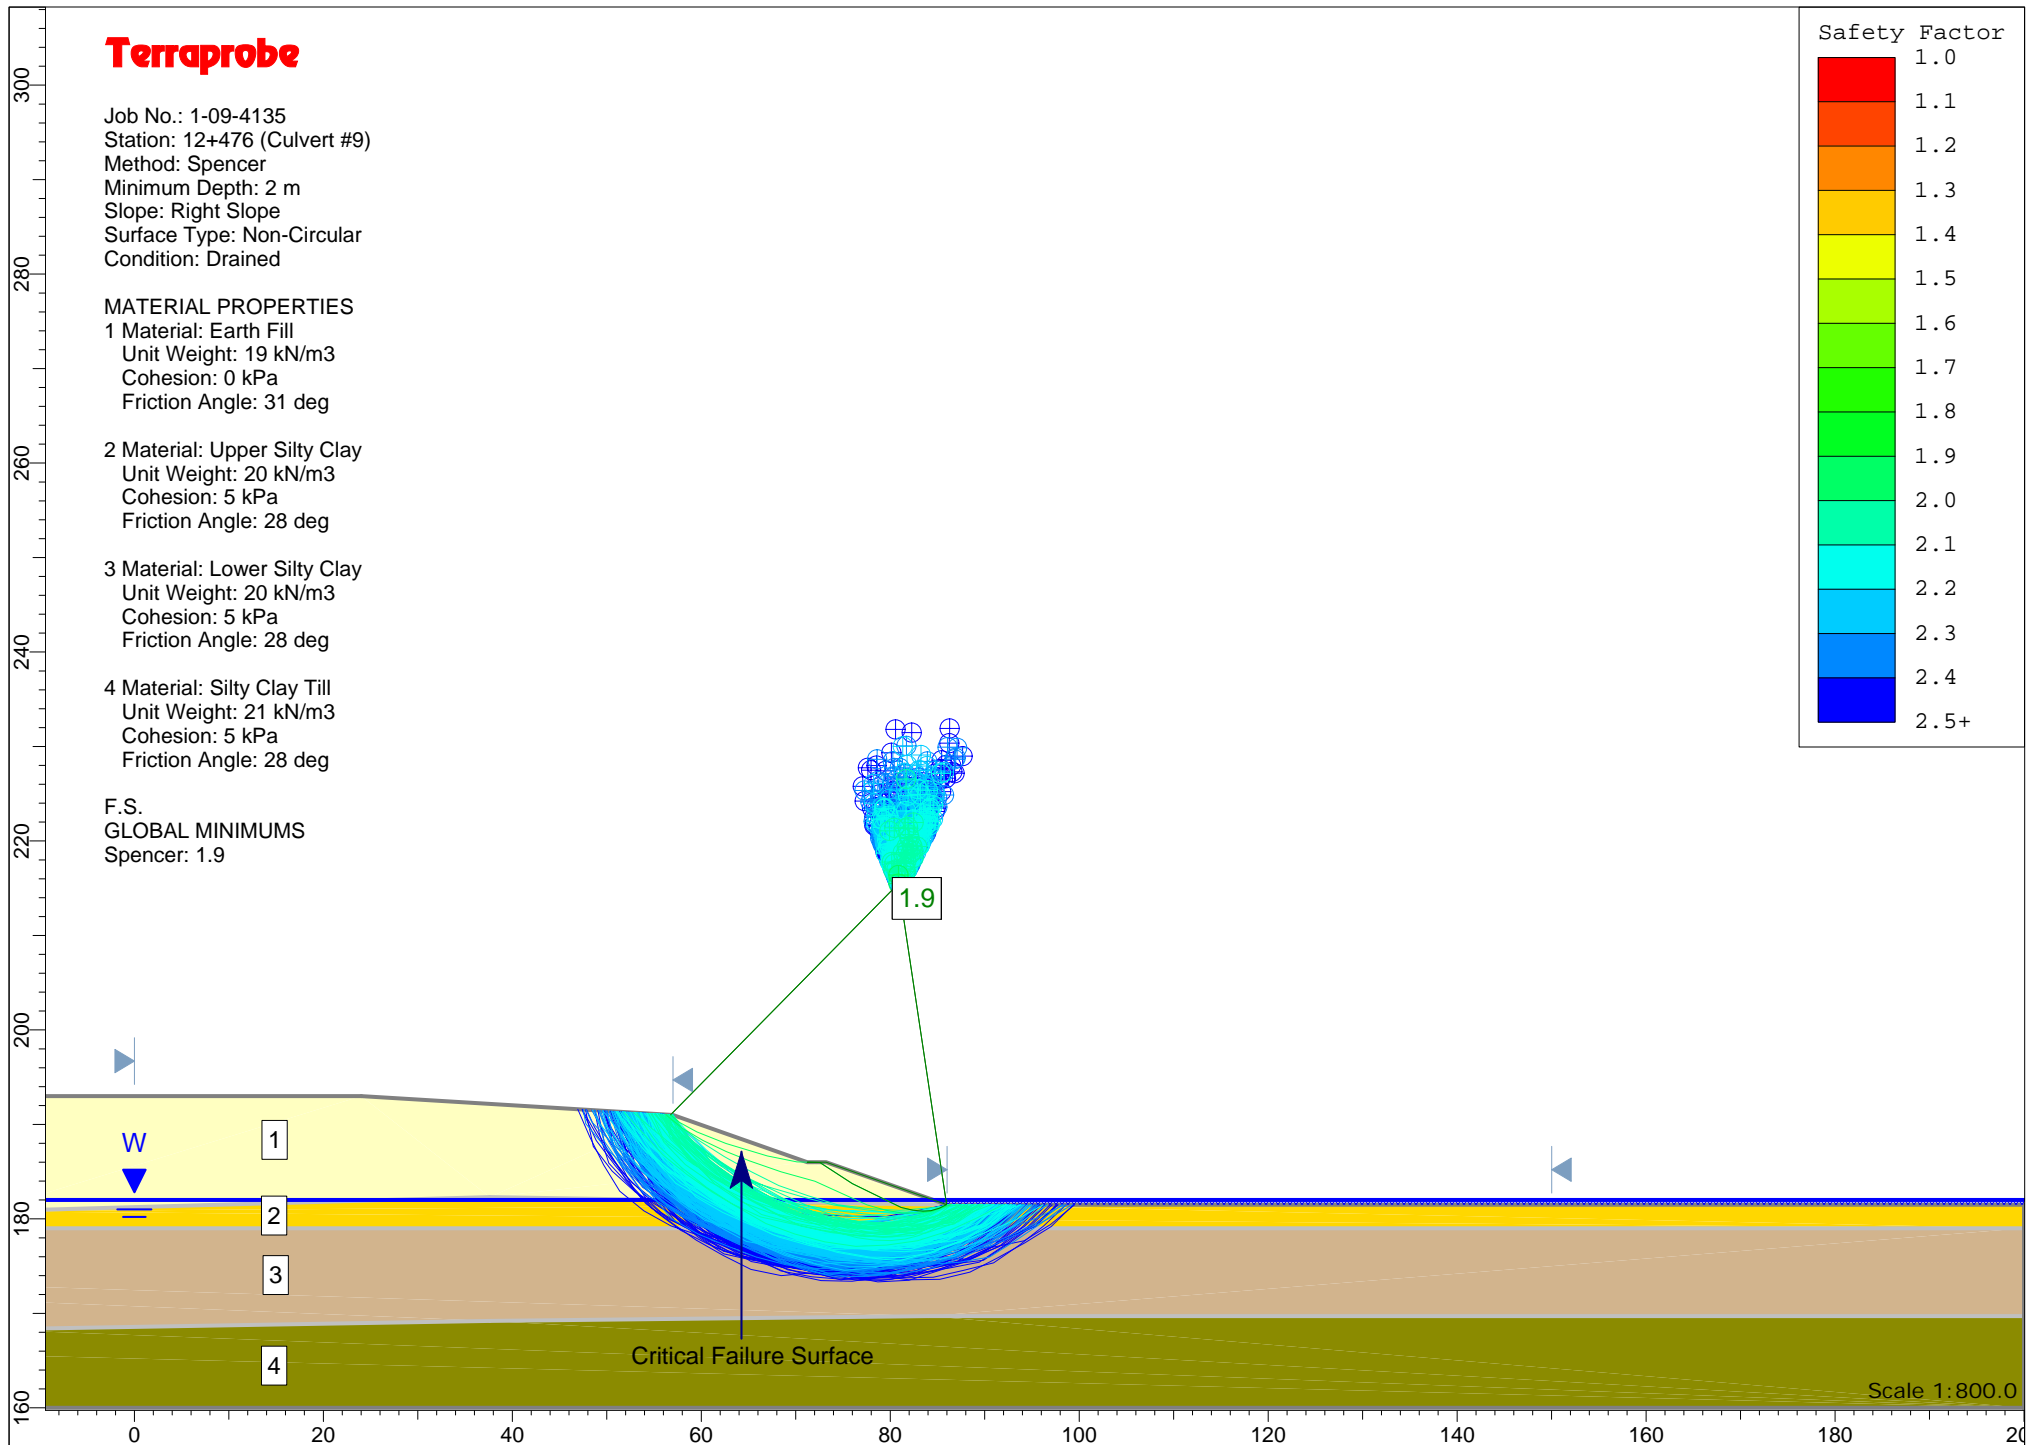 Terraprobe
Job No.: 1-09-4135
Station: 12+476 (Culvert #9)
Method: Spencer
Minimum Depth: 2 m
Slope: Right Slope
Surface Type: Non-Circular
Condition: Drained
MATERIAL PROPERTIES
1 Material: Earth Fill
Unit Weight: 19 kN/m3
Cohesion: 0 kPa
Friction Angle: 31 deg
2 Material: Upper Silty Clay
Unit Weight: 20 kN/m3
Cohesion: 5 kPa
Friction Angle: 28 deg
3 Material: Lower Silty Clay
Unit Weight: 20 kN/m3
Cohesion: 5 kPa
Friction Angle: 28 deg
4 Material: Silty Clay Till
Unit Weight: 21 kN/m3
Cohesion: 5 kPa
Friction Angle: 28 deg
F.S.
GLOBAL MINIMUMS
Spencer: 1.9
Safety Factor
1.0
1.1
1.2
1.3
1.4
1.5
1.6
1.7
1.8
1.9
2.0
2.1
2.2
2.3
2.4
2.5+
300
280
260
240
220
200
180
160
1.9
W
1
2
3
4
Critical Failure Surface
Scale 1:800.0
0
20
40
60
80
100
120
140
160
180